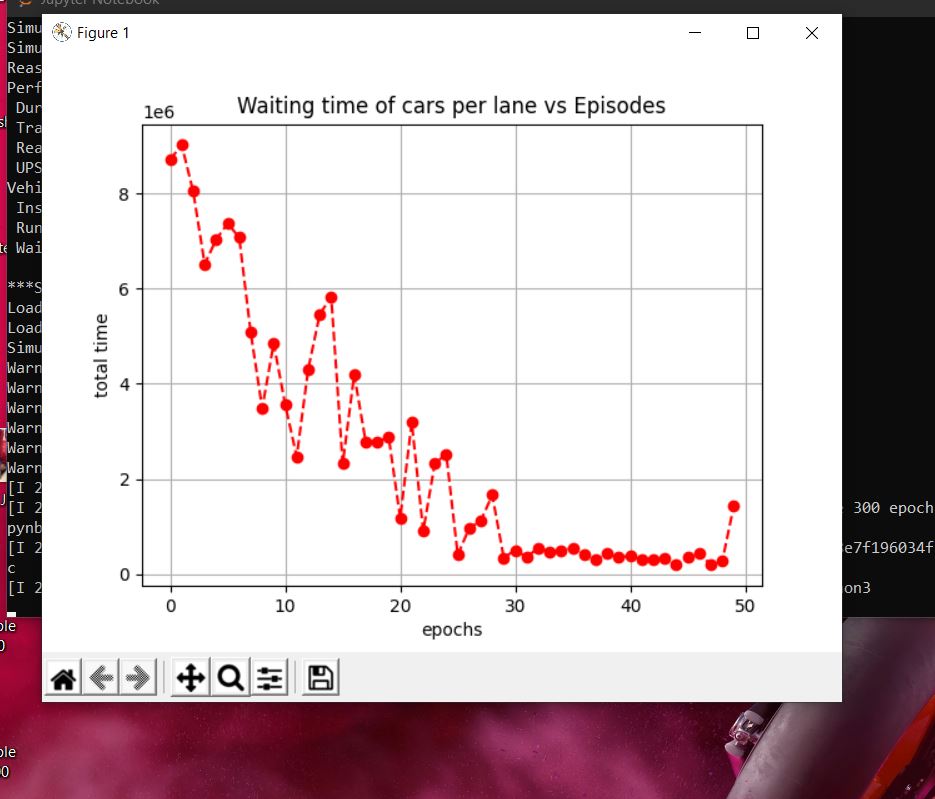 Jupyter Notebook
Figure 1
Simu
Simu
Reas
Perf
Dur
Tra
Rea
UPS
Vehi
Ins
Run
Wai
***S
Load
Load
Simu
Warn
Warn
Warn
Warn
Warn
Warn
[I 2
[I 2
pynb
[I 2
c
[I 2
1e6
Waiting time of cars per lane vs Episodes
8
6
4
2
0
total time
0 10 20 30 40 50
epochs
300 epoch
e7f196034f
on3
ple
0
ple
00